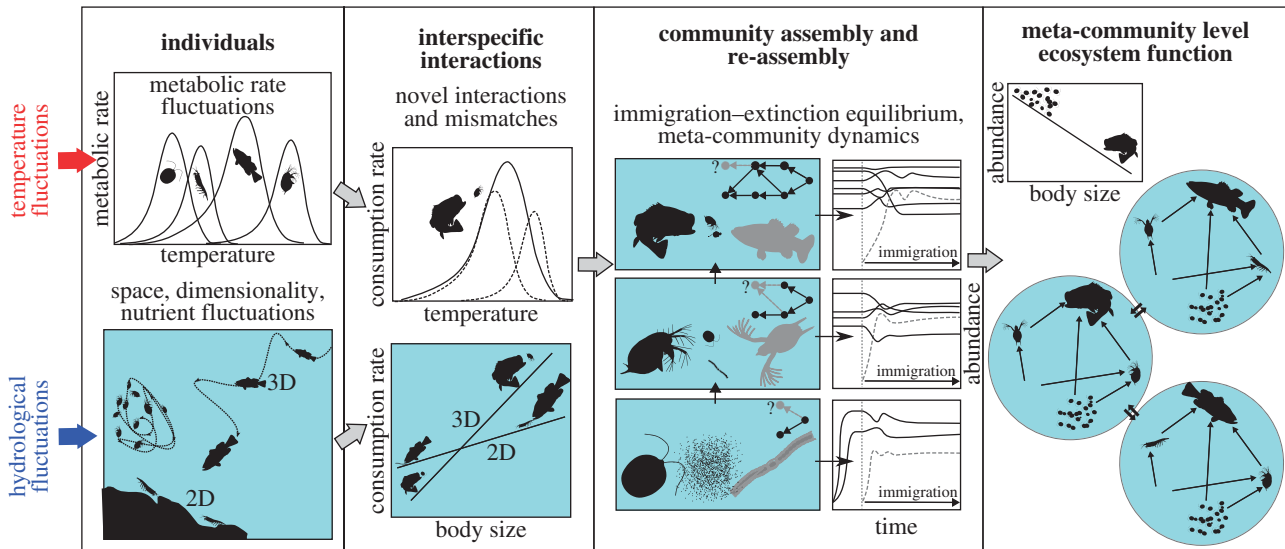 temperature
fluctuations
hydrological
fluctuations
individuals
metabolic rate
fluctuations
metabolic rate
temperature
space, dimensionality,
nutrient fluctuations
3D
2D
interspecific
interactions
novel interactions
and mismatches
consumption rate
temperature
consumption rate
3D
2D
body size
community assembly and
re-assembly
immigration–extinction equilibrium,
meta-community dynamics
?
immigration
?
immigration
?
immigration
abundance
time
meta-community level
ecosystem function
abundance
body size